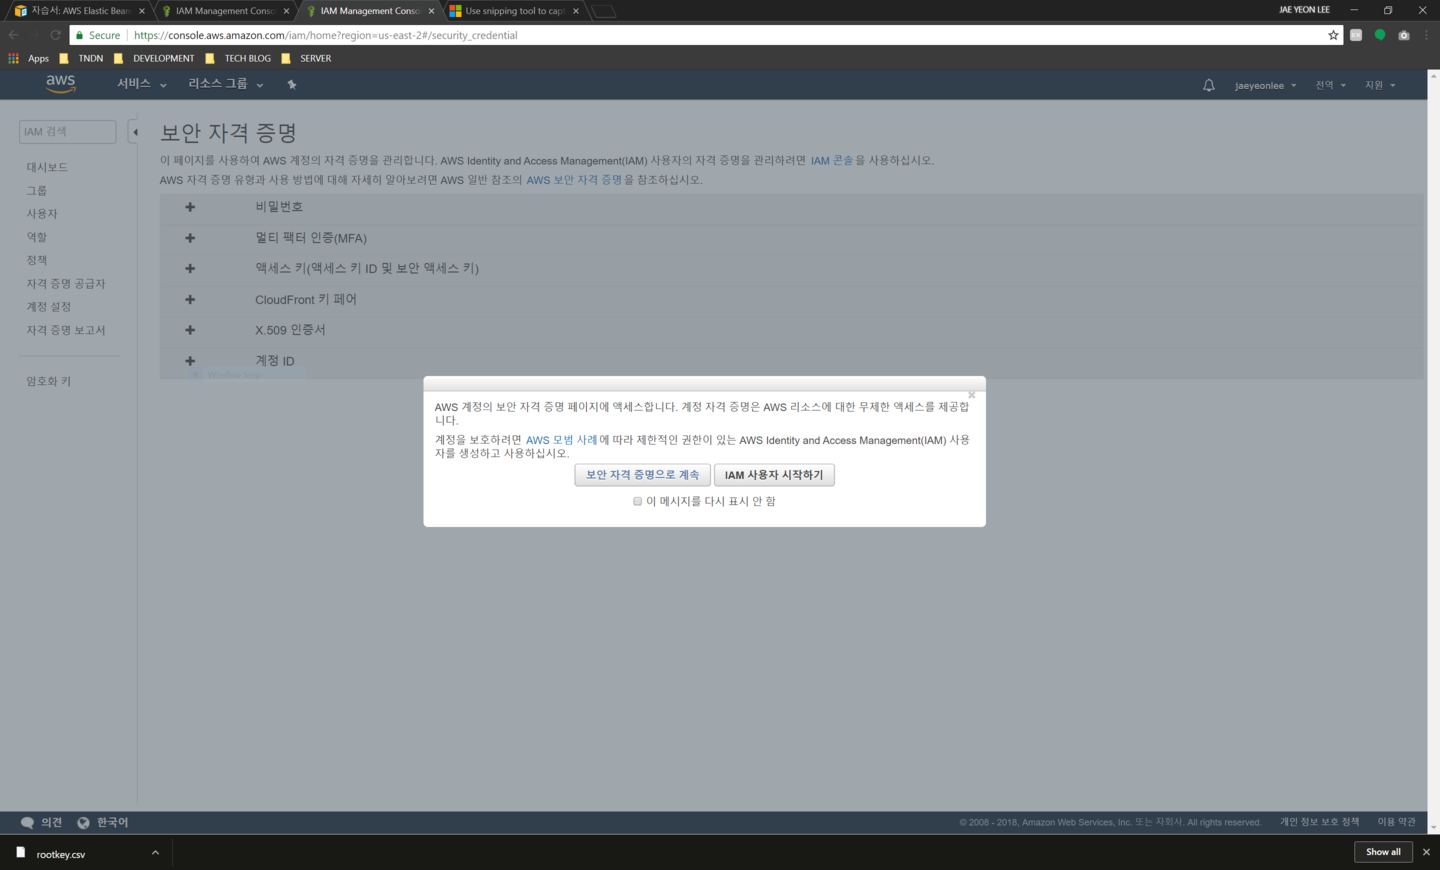 자습서: AWS Elastic Bean
IAM Management Conso
IAM Management Conso
Use snipping tool to capt
JAE YEON LEE
Secure
https://console.aws.amazon.com/iam/home?region=us-east-2#/security_credential
Apps
TNDN
DEVELOPMENT
TECH BLOG
SERVER
aws
서비스
리소스 그룹
jaeyeonlee
전역
지원
IAM 검색
대시보드
그룹
사용자
역할
정책
자격 증명 공급자
계정 설정
자격 증명 보고서
암호화 키
보안 자격 증명
이 페이지를 사용하여 AWS 계정의 자격 증명을 관리합니다. AWS Identity and Access Management(IAM) 사용자의 자격 증명을 관리하려면 IAM 콘솔을 사용하십시오.
AWS 자격 증명 유형과 사용 방법에 대해 자세히 알아보려면 AWS 일반 참조의 AWS 보안 자격 증명을 참조하십시오.
비밀번호
멀티 팩터 인증(MFA)
액세스 키(액세스 키 ID 및 보안 액세스 키)
CloudFront 키 페어
X.509 인증서
계정 ID
Window Snip
AWS 계정의 보안 자격 증명 페이지에 액세스합니다. 계정 자격 증명은 AWS 리소스에 대한 무제한 액세스를 제공합
니다.
계정을 보호하려면 AWS 모범 사례에 따라 제한적인 권한이 있는 AWS Identity and Access Management(IAM) 사용
자를 생성하고 사용하십시오.
보안 자격 증명으로 계속
IAM 사용자 시작하기
이 메시지를 다시 표시 안 함
의견
한국어
© 2008 - 2018, Amazon Web Services, Inc. 또는 자회사. All rights reserved.
개인 정보 보호 정책
이용 약관
rootkey.csv
Show all